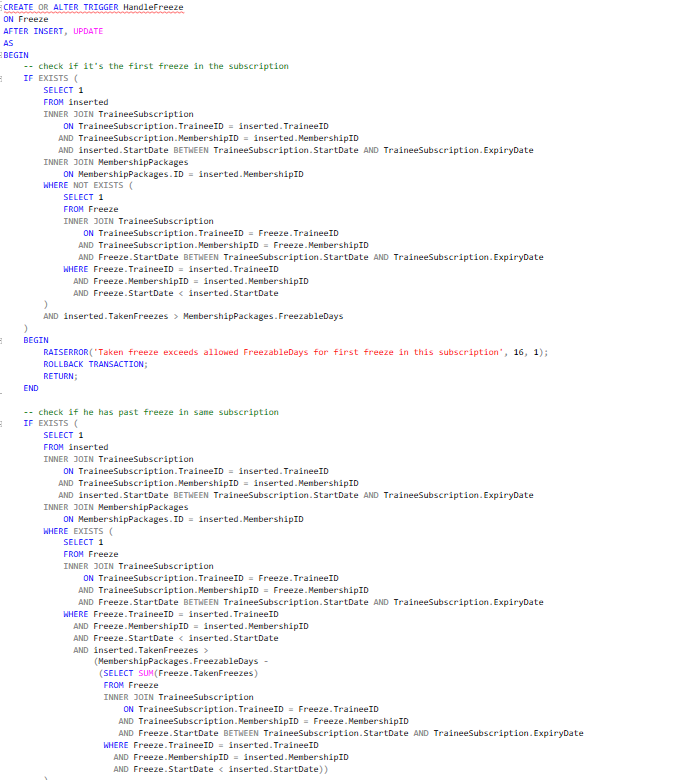 CREATE OR ALTER TRIGGER HandleFreeze
ON Freeze
AFTER INSERT, UPDATE
AS
BEGIN
    -- check if it's the first freeze in the subscription
    IF EXISTS (
        SELECT 1
        FROM inserted
        INNER JOIN TraineeSubscription
            ON TraineeSubscription.TraineeID = inserted.TraineeID
           AND TraineeSubscription.MembershipID = inserted.MembershipID
           AND inserted.StartDate BETWEEN TraineeSubscription.StartDate AND TraineeSubscription.ExpiryDate
        INNER JOIN MembershipPackages
            ON MembershipPackages.ID = inserted.MembershipID
        WHERE NOT EXISTS (
            SELECT 1
            FROM Freeze
            INNER JOIN TraineeSubscription
                ON TraineeSubscription.TraineeID = Freeze.TraineeID
               AND TraineeSubscription.MembershipID = Freeze.MembershipID
               AND Freeze.StartDate BETWEEN TraineeSubscription.StartDate AND TraineeSubscription.ExpiryDate
            WHERE Freeze.TraineeID = inserted.TraineeID
              AND Freeze.MembershipID = inserted.MembershipID
              AND Freeze.StartDate < inserted.StartDate
        )
        AND inserted.TakenFreezes > MembershipPackages.FreezableDays
    )
    BEGIN
        RAISERROR('Taken freeze exceeds allowed FreezableDays for first freeze in this subscription', 16, 1);
        ROLLBACK TRANSACTION;
        RETURN;
    END

    -- check if he has past freeze in same subscription
    IF EXISTS (
        SELECT 1
        FROM inserted
        INNER JOIN TraineeSubscription
            ON TraineeSubscription.TraineeID = inserted.TraineeID
           AND TraineeSubscription.MembershipID = inserted.MembershipID
           AND inserted.StartDate BETWEEN TraineeSubscription.StartDate AND TraineeSubscription.ExpiryDate
        INNER JOIN MembershipPackages
            ON MembershipPackages.ID = inserted.MembershipID
        WHERE EXISTS (
            SELECT 1
            FROM Freeze
            INNER JOIN TraineeSubscription
                ON TraineeSubscription.TraineeID = Freeze.TraineeID
               AND TraineeSubscription.MembershipID = Freeze.MembershipID
               AND Freeze.StartDate BETWEEN TraineeSubscription.StartDate AND TraineeSubscription.ExpiryDate
            WHERE Freeze.TraineeID = inserted.TraineeID
              AND Freeze.MembershipID = inserted.MembershipID
              AND Freeze.StartDate < inserted.StartDate
              AND inserted.TakenFreezes >
                  (MembershipPackages.FreezableDays -
                   (SELECT SUM(Freeze.TakenFreezes)
                    FROM Freeze
                    INNER JOIN TraineeSubscription
                        ON TraineeSubscription.TraineeID = Freeze.TraineeID
                       AND TraineeSubscription.MembershipID = Freeze.MembershipID
                       AND Freeze.StartDate BETWEEN TraineeSubscription.StartDate AND TraineeSubscription.ExpiryDate
                    WHERE Freeze.TraineeID = inserted.TraineeID
                      AND Freeze.MembershipID = inserted.MembershipID
                      AND Freeze.StartDate < inserted.StartDate))
        )